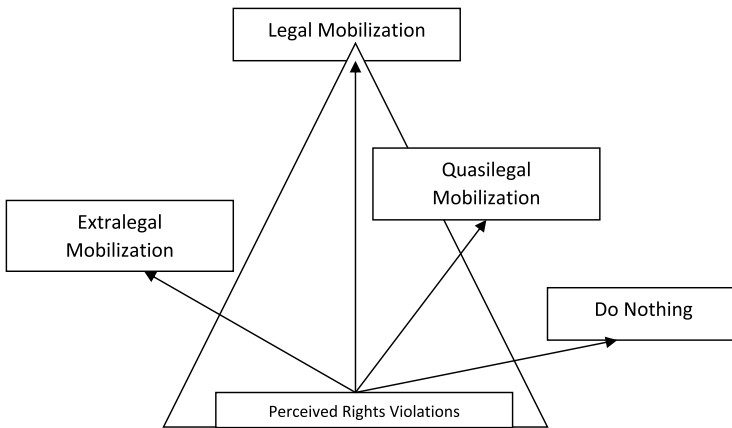 Legal Mobilization
Quasilegal
Mobilization
Extralegal
Mobilization
Do Nothing
Perceived Rights Violations